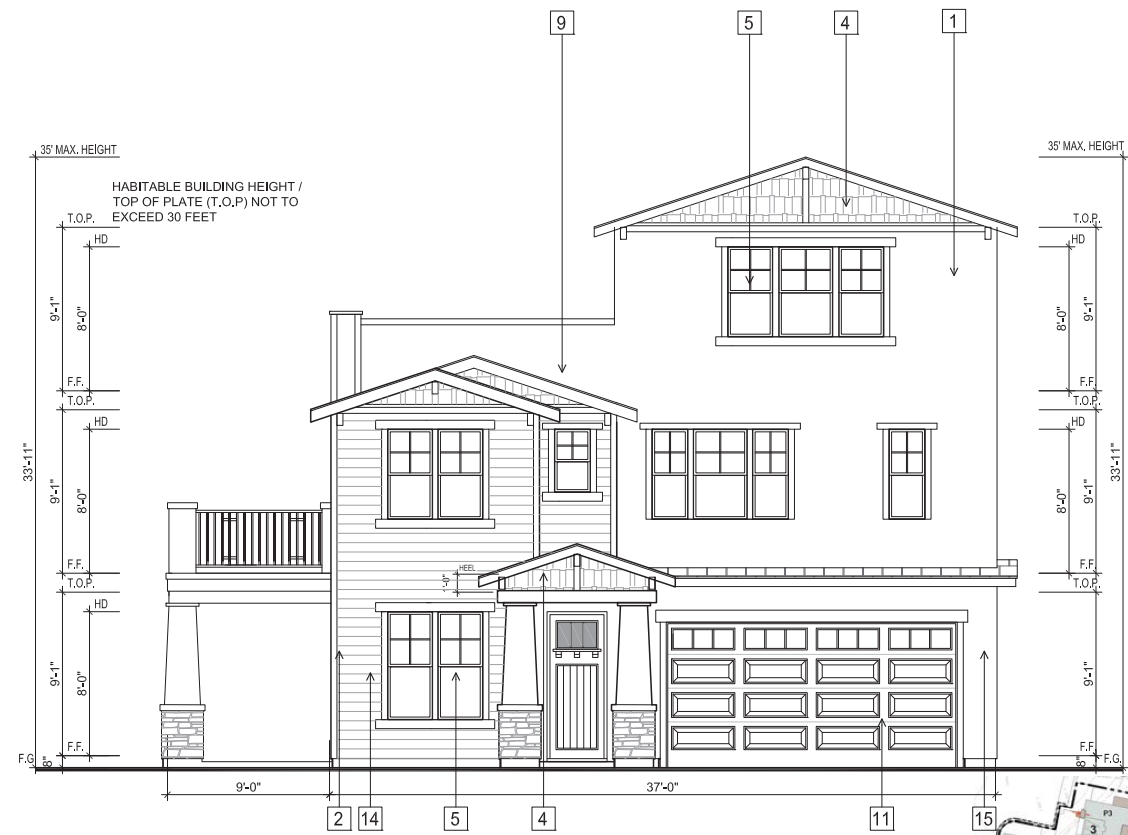 9
5
4
1
35' MAX. HEIGHT
35' MAX. HEIGHT
HABITABLE BUILDING HEIGHT /
TOP OF PLATE (T.O.P) NOT TO
EXCEED 30 FEET
T.O.P.
T.O.P.
HD
HD
9'-1"
8'-0"
8'-0"
9'-1"
F.F.
F.F.
T.O.P.
T.O.P.
HD
HD
33'-11"
9'-1"
8'-0"
8'-0"
9'-1"
33'-11"
F.F.
HEEL
F.F.
T.O.P.
1'-0"
T.O.P.
HD
9'-1"
8'-0"
9'-1"
F.F.
F.F.
F.G.
8"
8"
F.G.
9'-0"
37'-0"
2
14
5
4
11
15
P3
3